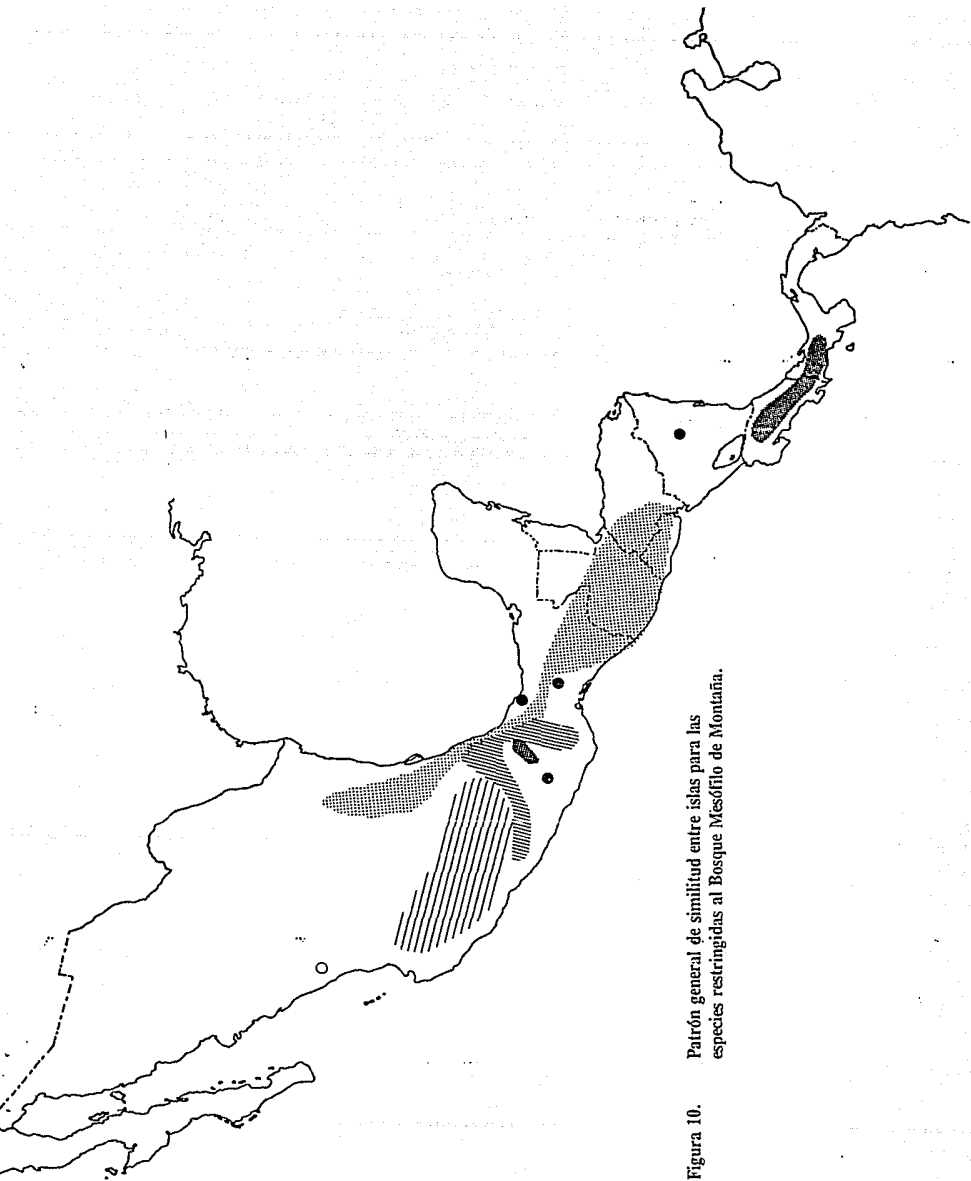 Figura 10. Patrón general de similitud entre islas para las
especies restringidas al Bosque Mesófilo de Montaña.